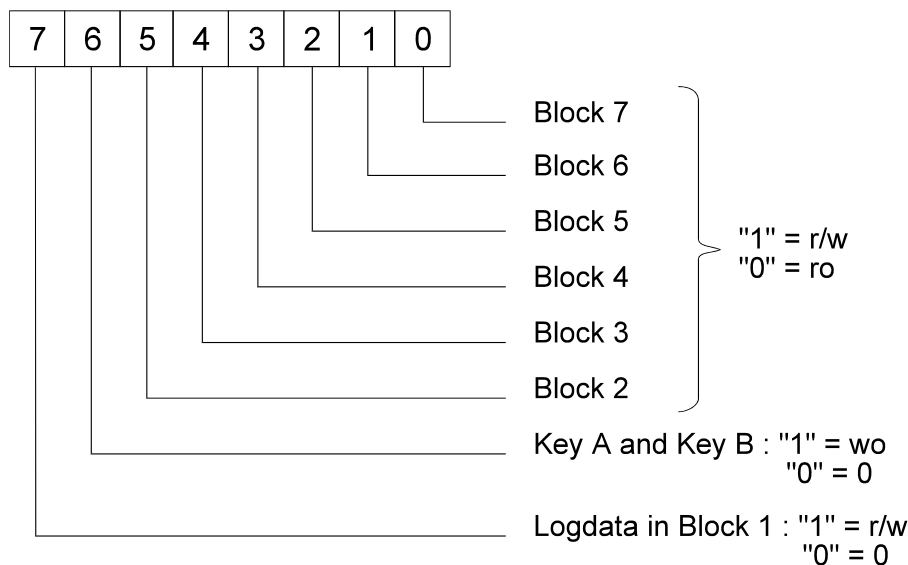 7 6 5 4 3 2 1 0
Block 7
Block 6
Block 5
Block 4
Block 3
Block 2
"1" = r/w
"0" = ro
Key A and Key B : "1" = wo
"0" = 0
Logdata in Block 1 : "1" = r/w
"0" = 0